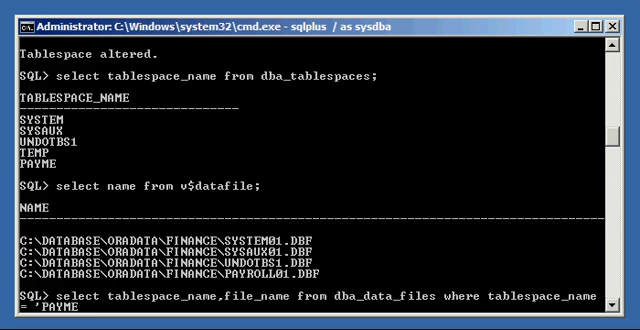 Administrator: C:\Windows\system32\cmd.exe - sqlplus / as sysdba
Tablespace altered.
SQL> select tablespace_name from dba_tablespaces;
TABLESPACE_NAME
------------------------------
SYSTEM
SYSAUX
UNDOTBS1
TEMP
PAYME
SQL> select name from v$datafile;
NAME
--------------------------------------------------------------------------------
C:\DATABASE\ORADATA\FINANCE\SYSTEM01.DBF
C:\DATABASE\ORADATA\FINANCE\SYSAUX01.DBF
C:\DATABASE\ORADATA\FINANCE\UNDOTBS1.DBF
C:\DATABASE\ORADATA\FINANCE\PAYROLL01.DBF
SQL> select tablespace_name,file_name from dba_data_files where tablespace_name
= 'PAYME